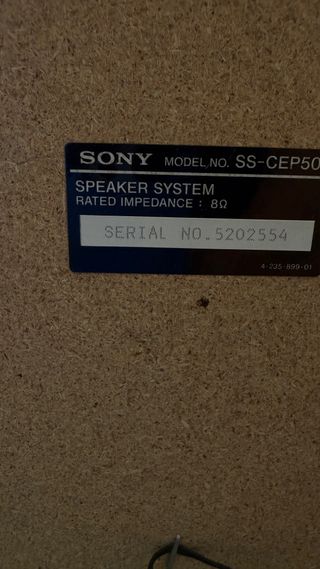 SONY MODEL NO. SS-CEP50
SPEAKER SYSTEM
RATED IMPEDANCE : 8Ω
SERIAL NO.5202554
4-235-899-01